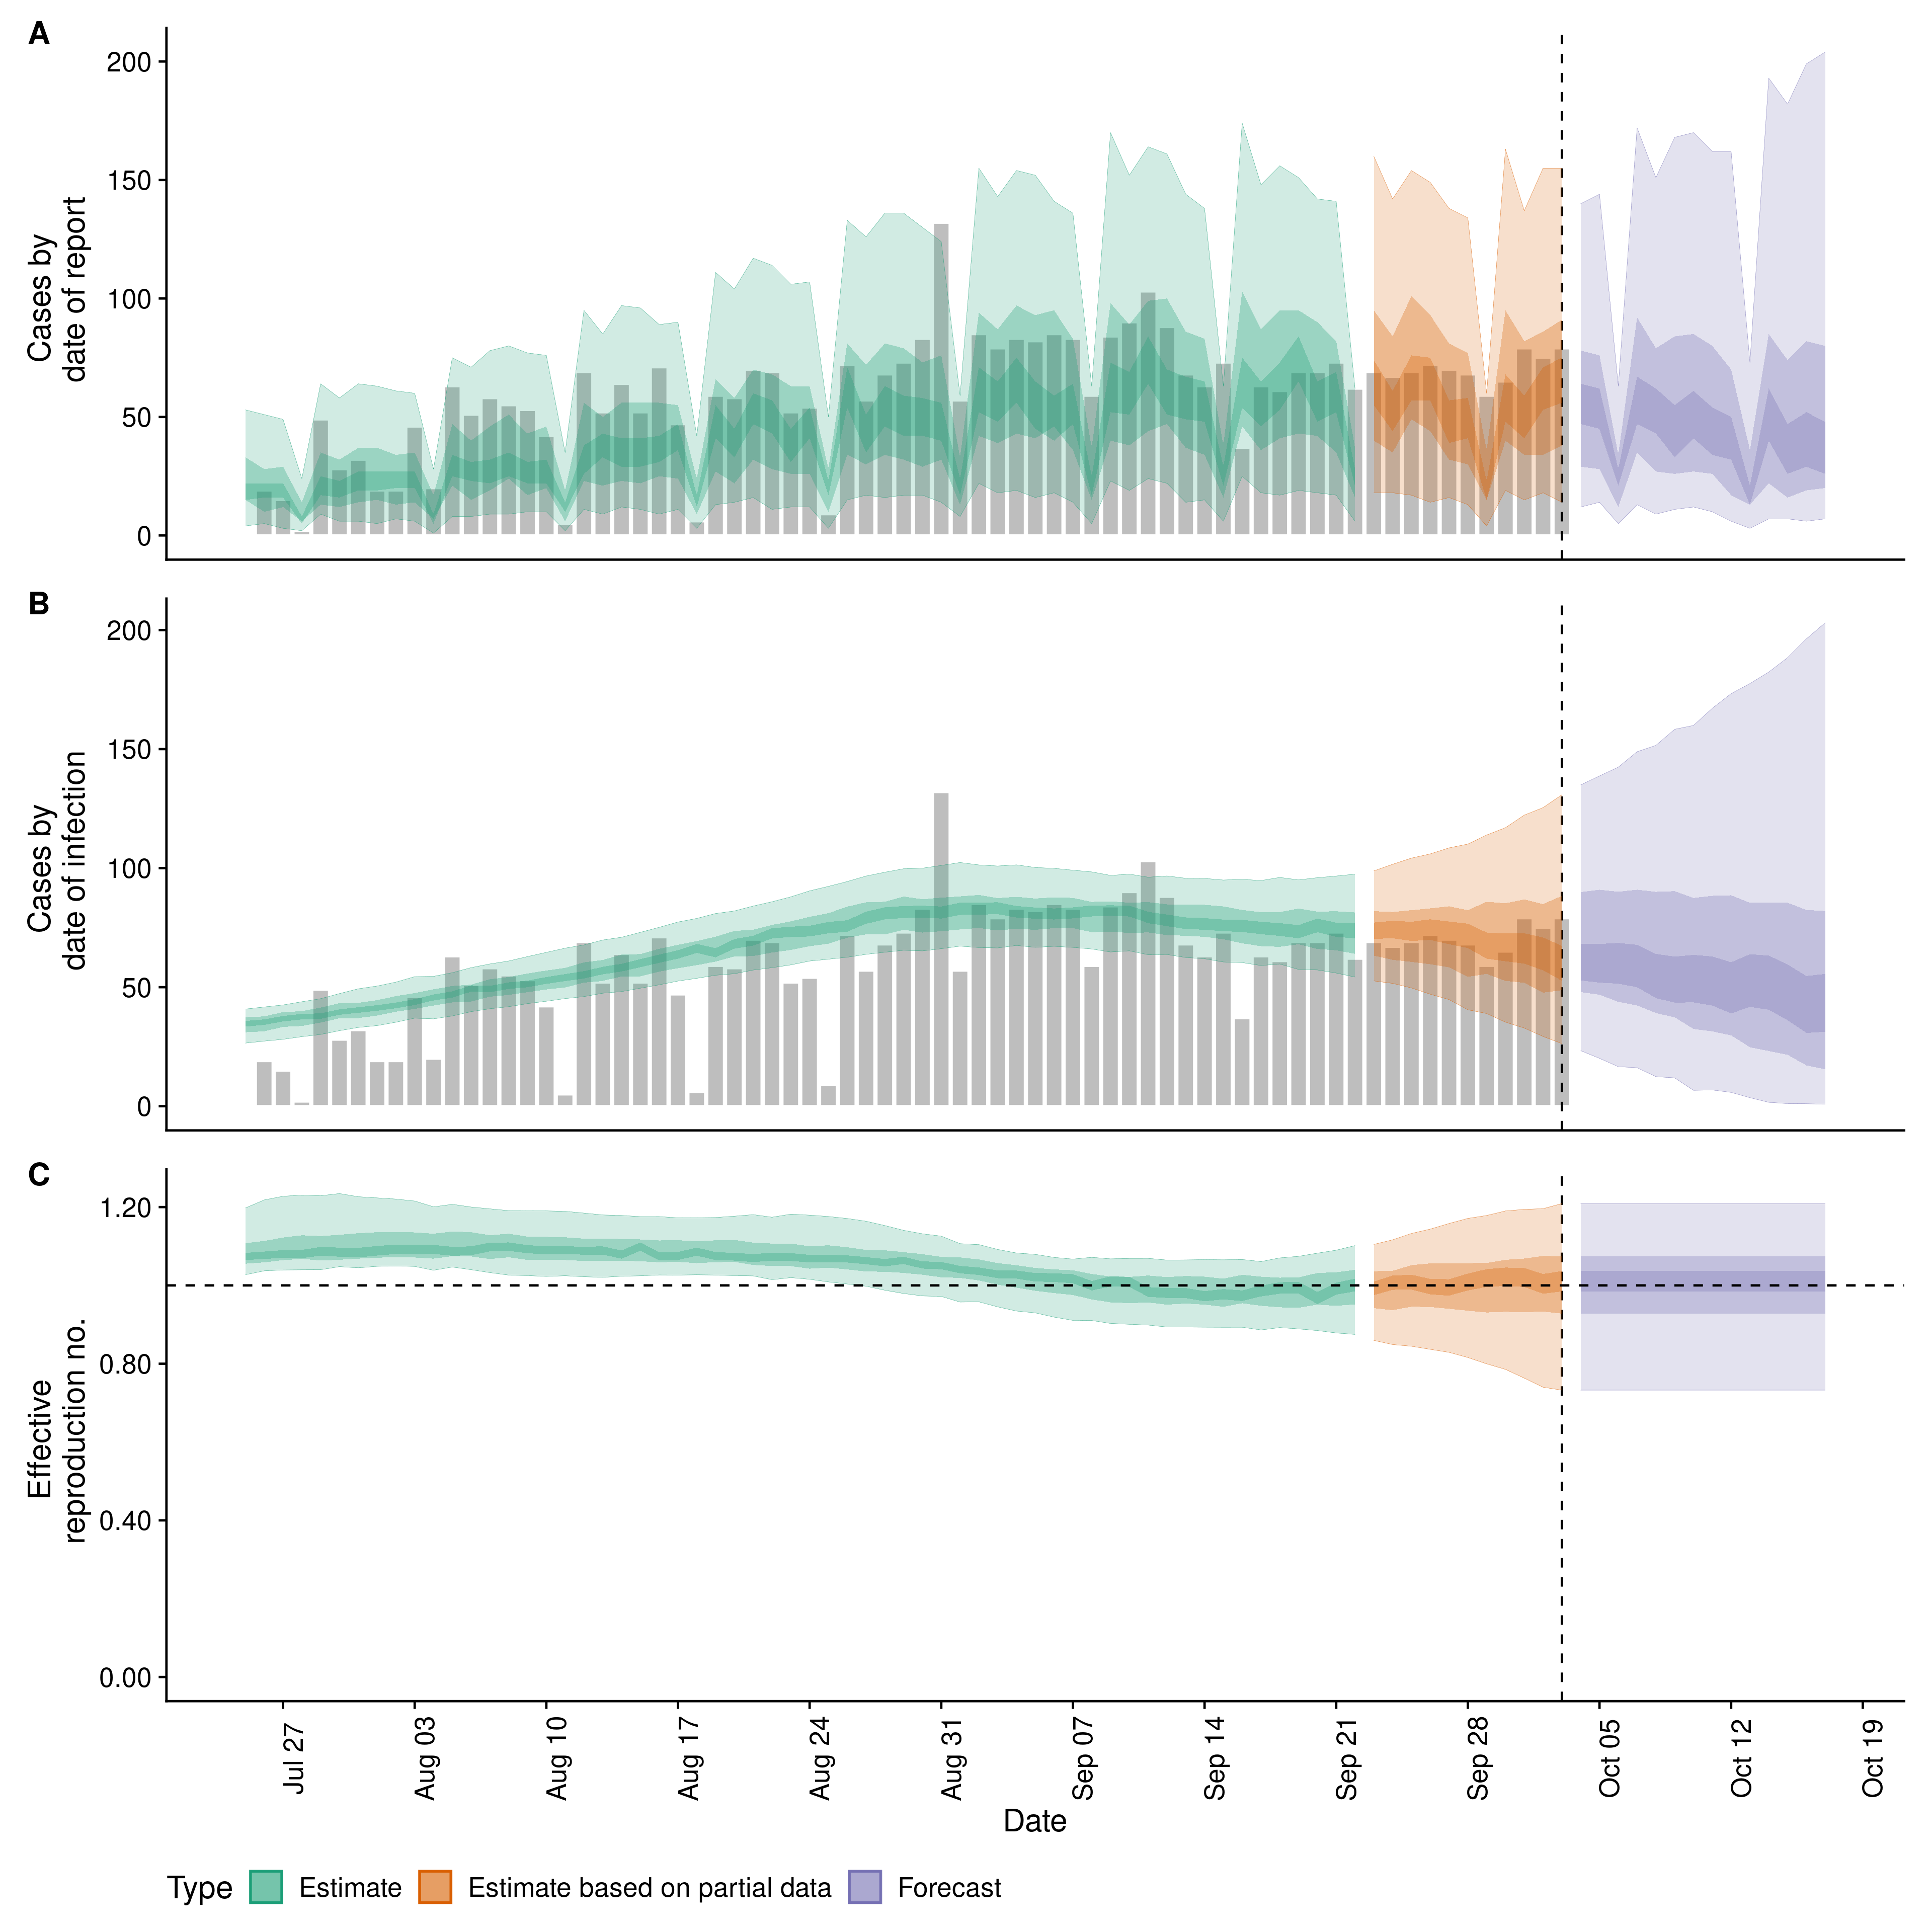 A
200
150
100
50
0
Cases by
date of report
B
200
150
100
50
0
Cases by
date of infection
C
1.20
0.80
0.40
0.00
Effective
reproduction no.
Jul 27
Aug 03
Aug 10
Aug 17
Aug 24
Aug 31
Sep 07
Sep 14
Sep 21
Sep 28
Oct 05
Oct 12
Oct 19
Date
Type Estimate Estimate based on partial data Forecast